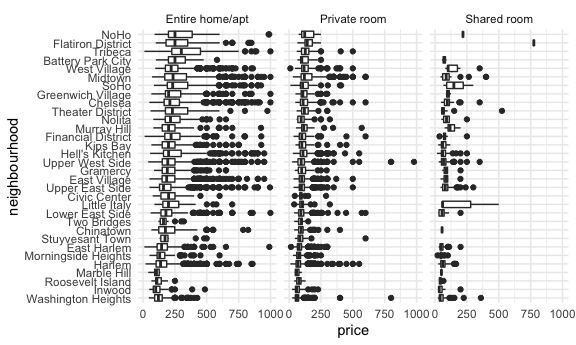 Entire home/apt Private room Shared room
NoHo
Flatiron District
Tribeca
Battery Park City
West Village
Midtown
SoHo
Greenwich Village
Chelsea
Theater District
Nolita
Murray Hill
Financial District
Kips Bay
Hell's Kitchen
Upper West Side
Gramercy
East Village
Upper East Side
Civic Center
Little Italy
Lower East Side
Two Bridges
Chinatown
Stuyvesant Town
East Harlem
Morningside Heights
Harlem
Marble Hill
Roosevelt Island
Inwood
Washington Heights
neighbourhood
0 250 500 750 1000 0 250 500 750 1000 0 250 500 750 1000
price